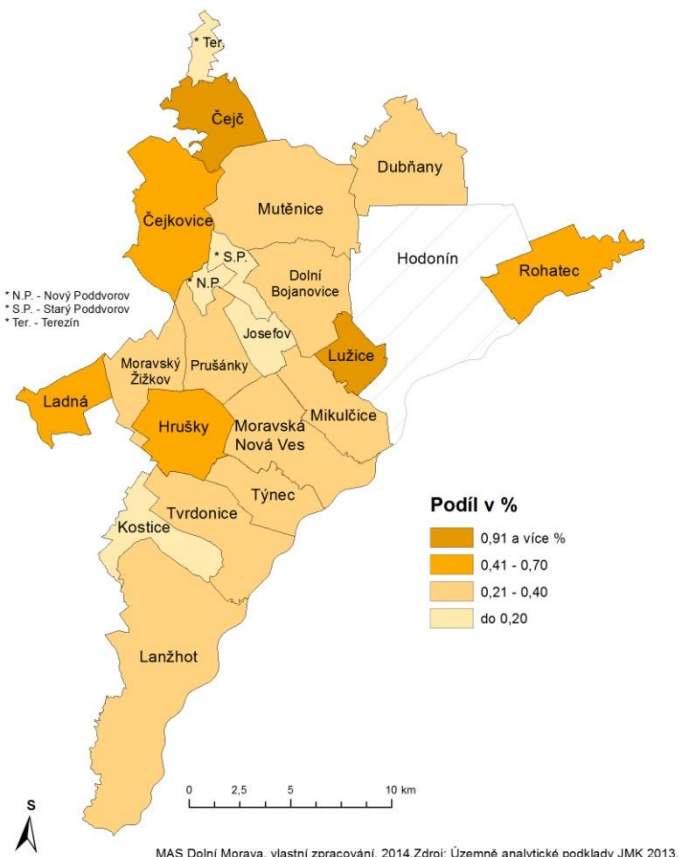 * Ter.
Čejč
Dubňany
Čejkovice
Mutěnice
* S.P.
Hodonín
Rohatec
* N.P.
Dolní
Bojanovice
* N.P. - Nový Poddvorov
* S.P. - Starý Poddvorov
* Ter. - Terezín
Josefov
Lužice
Moravský
Žižkov
Prušánky
Ladná
Hrušky
Moravská
Nová Ves
Mikulčice
Týnec
Tvrdonice
Kostice
Lanžhot
Podíl v %
0,91 a více %
0,41 - 0,70
0,21 - 0,40
do 0,20
0 2,5 5 10 km
S
MAS Dolní Morava, vlastní zpracování, 2014,Zdroj: Územně analytické podklady JMK 2013.